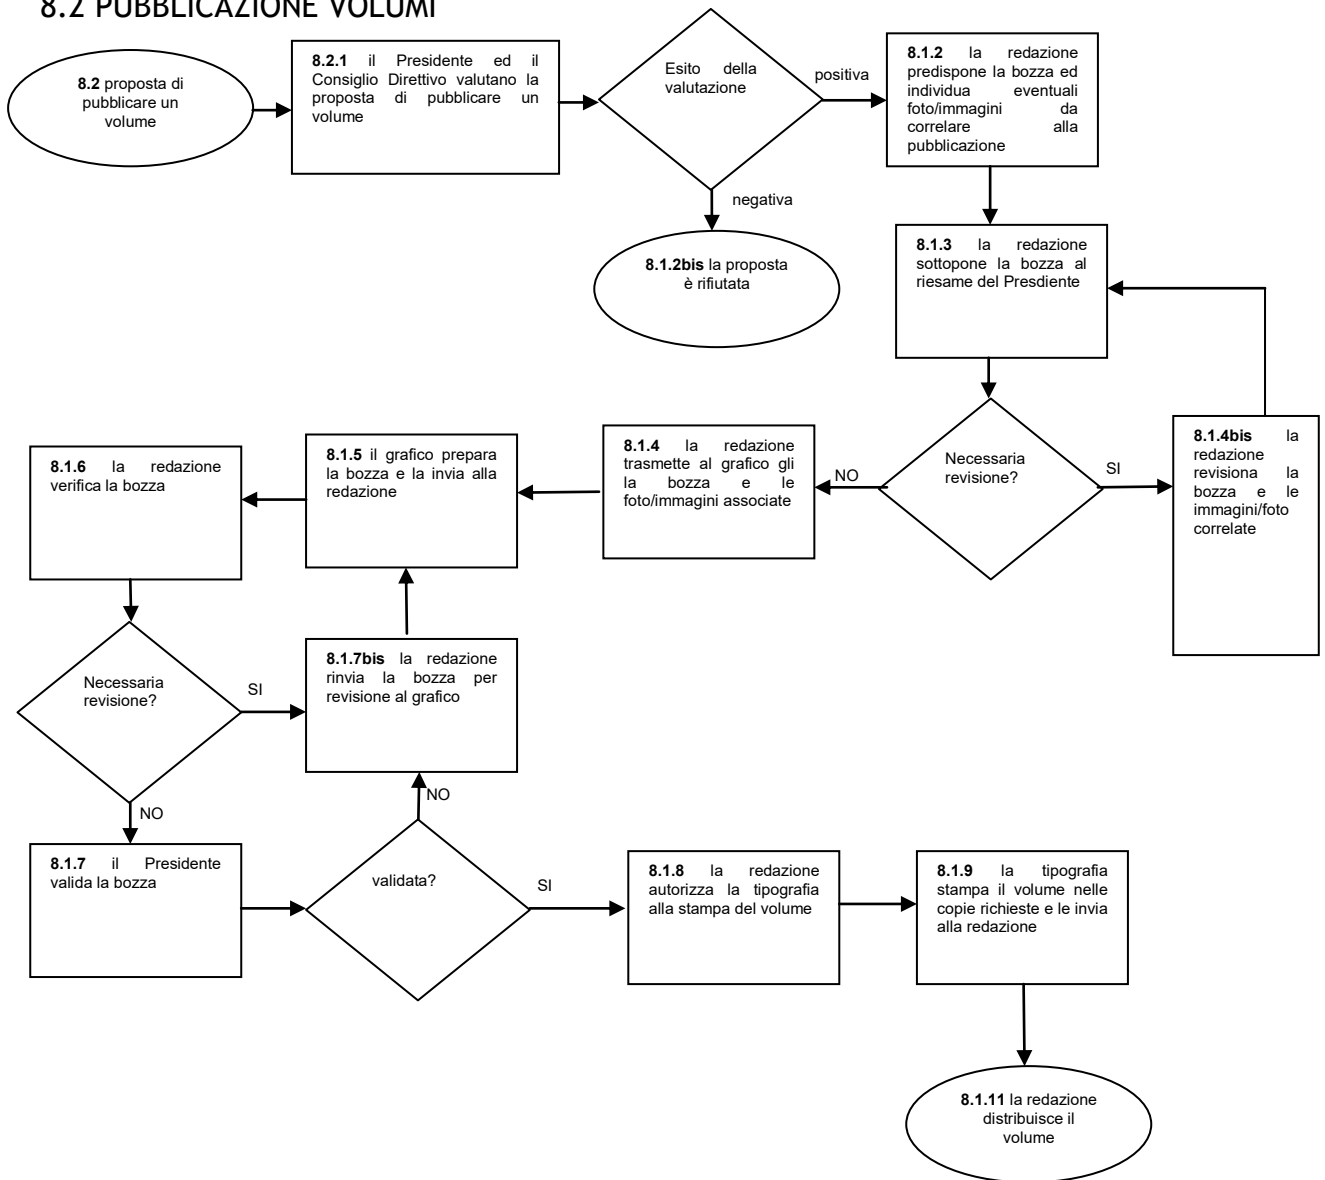 8.2 PUBBLICAZIONE VOLUMI
8.2 proposta di
pubblicare un
volume
8.2.1 il Presidente ed il
Consiglio Direttivo valutano la
proposta di pubblicare un
volume
Esito della
valutazione
positiva
8.1.2 la redazione
predispone la bozza ed
individua eventuali
foto/immagini da
correlare alla
pubblicazione
negativa
8.1.2bis la proposta
è rifiutata
8.1.3 la redazione
sottopone la bozza al
riesame del Presdiente
Necessaria
revisione?
SI
8.1.4bis la
redazione
revisiona la
bozza e le
immagini/foto
correlate
NO
8.1.4 la redazione
trasmette al grafico gli
la bozza e le
foto/immagini associate
8.1.5 il grafico prepara
la bozza e la invia alla
redazione
8.1.6 la redazione
verifica la bozza
Necessaria
revisione?
SI
8.1.7bis la redazione
rinvia la bozza per
revisione al grafico
NO
NO
8.1.7 il Presidente
valida la bozza
validata?
SI
8.1.8 la redazione
autorizza la tipografia
alla stampa del volume
8.1.9 la tipografia
stampa il volume nelle
copie richieste e le invia
alla redazione
8.1.11 la redazione
distribuisce il
volume